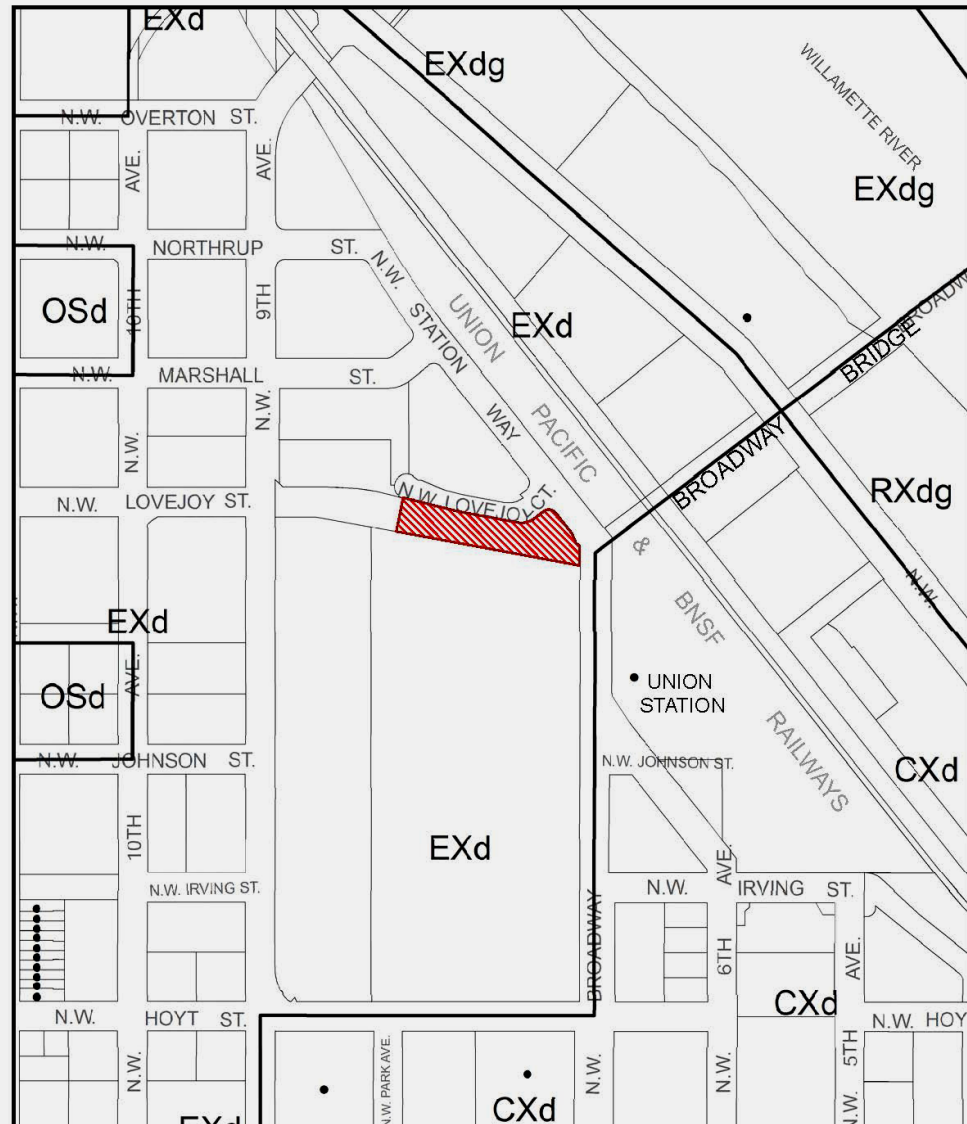 EXd
EXdg
WILLAMETTE RIVER
N.W. OVERTON ST.
AVE.
AVE.
EXdg
N.W. NORTHRUP ST.
N.W. STATION WAY
OSd
10TH
9TH
UNION PACIFIC & BNSF RAILWAYS
EXd
BROADWAY
BRIDGE
N.W. MARSHALL ST.
N.W.
N.W.
BROADWAY
RXdg
N.W. LOVEJOY ST.
N.W. LOVEJOY CT.
N.W.
EXd
OSd
AVE.
UNION
STATION
N.W. JOHNSON ST.
N.W. JOHNSON ST.
CXd
10TH
EXd
N.W. IRVING ST.
AVE.
N.W. IRVING ST.
BROADWAY
6TH
AVE.
CXd
N.W. HOYT ST.
N.W. HOY
5TH
N.W.
N.W. PARK AVE.
N.W.
N.W.
N.W.
CXd
EXd